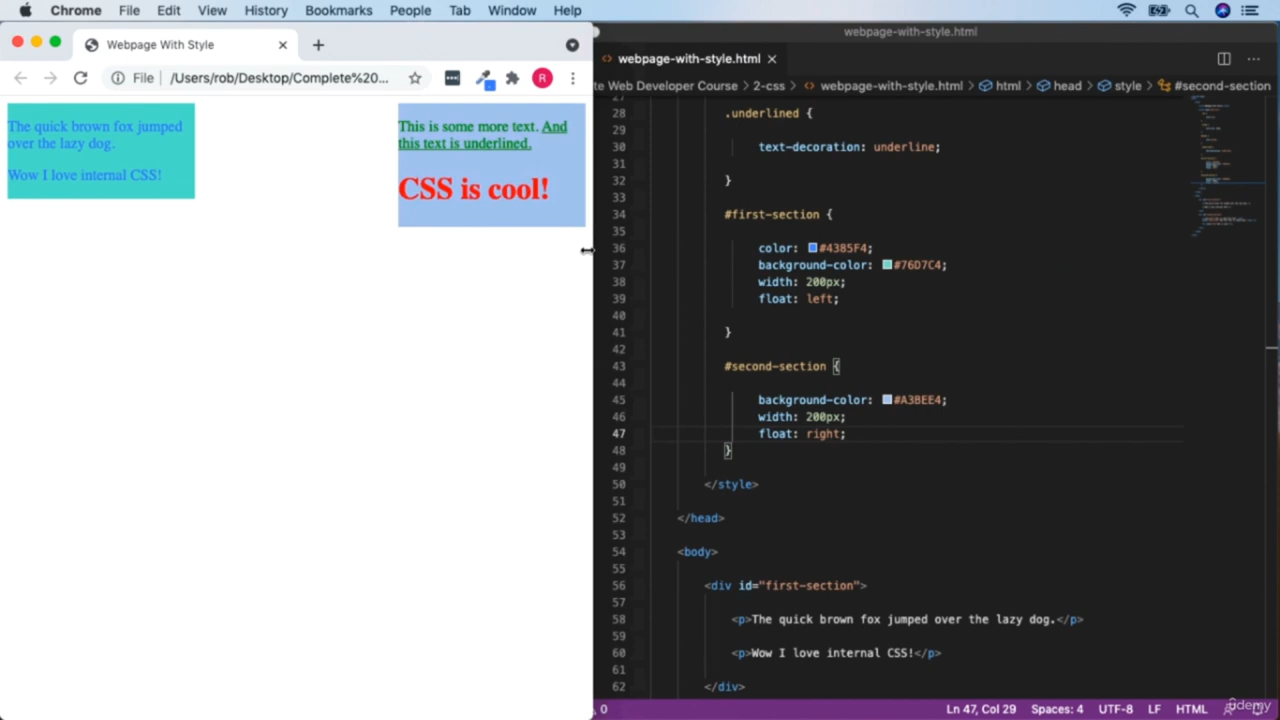 Chrome File Edit View History Bookmarks People Tab Window Help
Webpage With Style
File /Users/rob/Desktop/Complete%20...
R
The quick brown fox jumped
over the lazy dog.
Wow I love internal CSS!
This is some more text. And
this text is underlined.
CSS is cool!
webpage-with-style.html
webpage-with-style.html
te Web Developer Course > 2-css > webpage-with-style.html > html > head > style > #second-section
27
28 .underlined {
29
30 text-decoration: underline;
31
32 }
33
34 #first-section {
35
36 color: #4385F4;
37 background-color: #76D7C4;
38 width: 200px;
39 float: left;
40
41 }
42
43 #second-section {
44
45 background-color: #A3BEE4;
46 width: 200px;
47 float: right;
48 }
49
50 </style>
51
52 </head>
53
54 <body>
55
56 <div id="first-section">
57
58 <p>The quick brown fox jumped over the lazy dog.</p>
59
60 <p>Wow I love internal CSS!</p>
61
62 </div>
0 Ln 47, Col 29 Spaces: 4 UTF-8 LF HTML
udemy